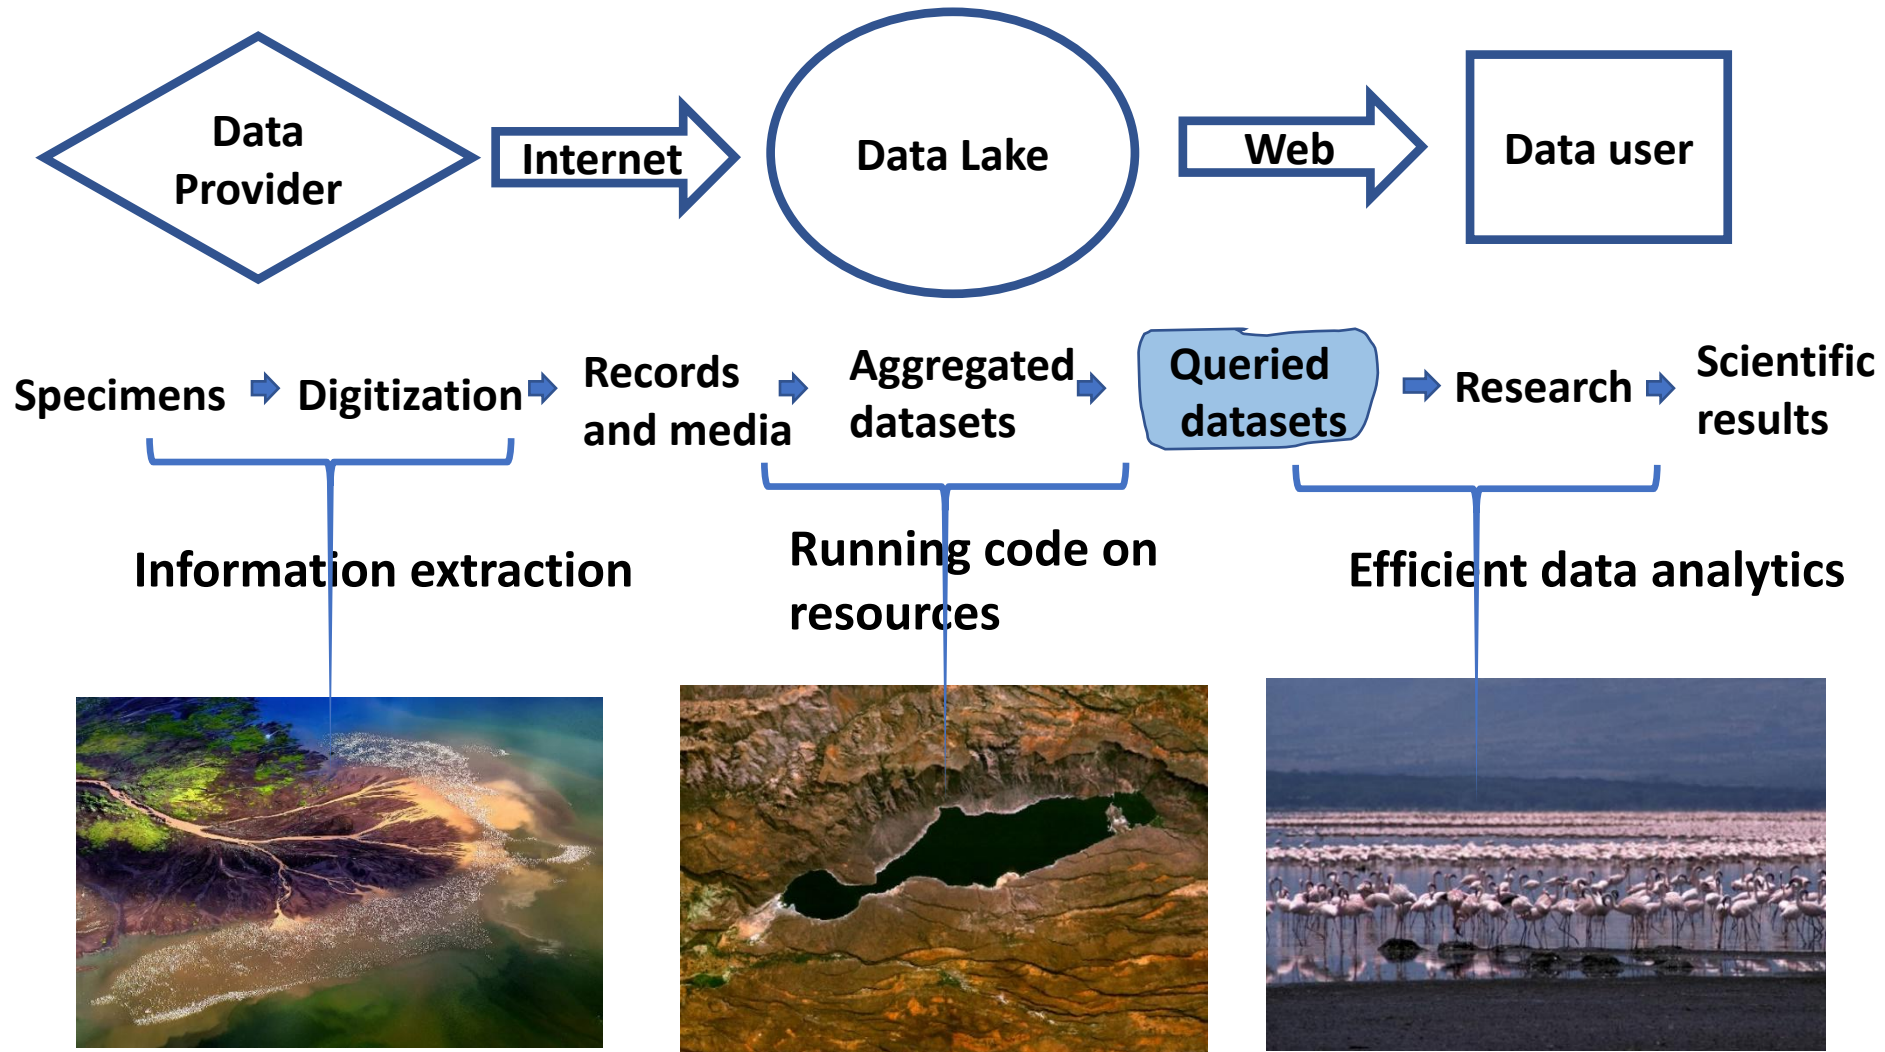 Data
Provider
Internet
Data Lake
Web
Data user
Specimens
Digitization
Records
and media
Aggregated
datasets
Queried
datasets
Research
Scientific
results
Information extraction
Running code on
resources
Efficient data analytics